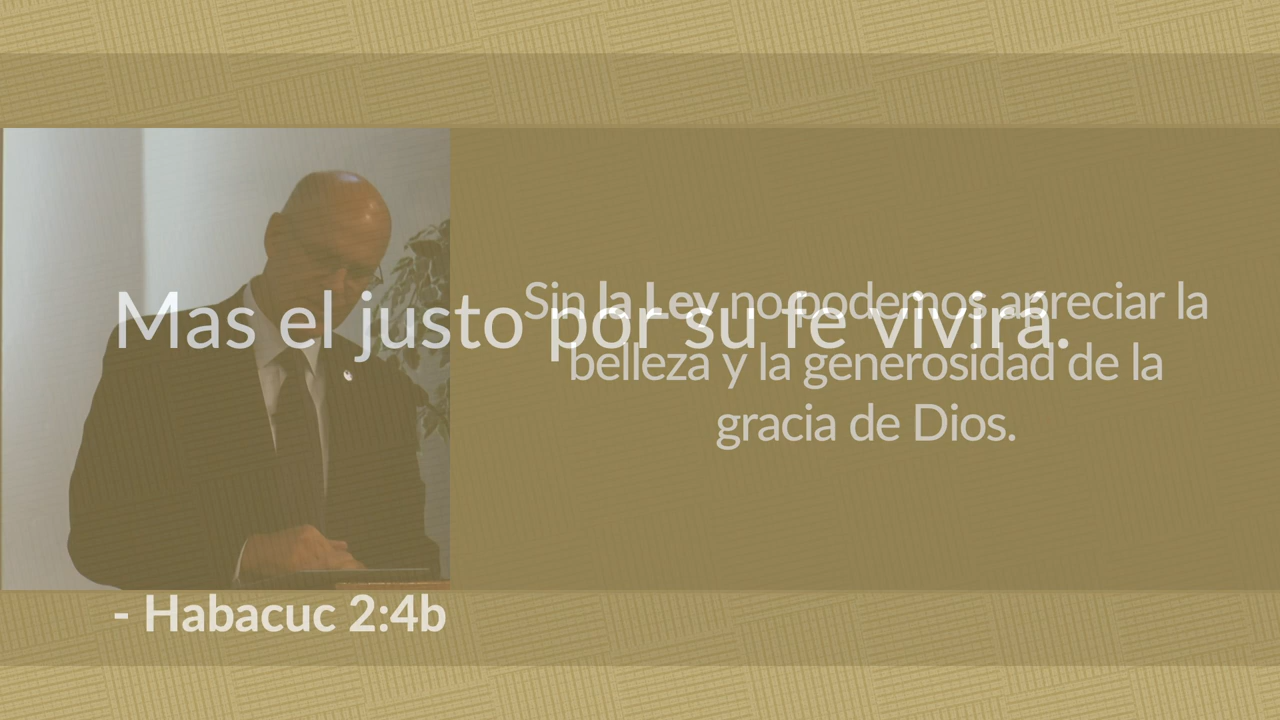 Mas el justo por su fe vivirá.
- Habacuc 2:4b
Sin la Ley no podemos apreciar la
belleza y la generosidad de la
gracia de Dios.